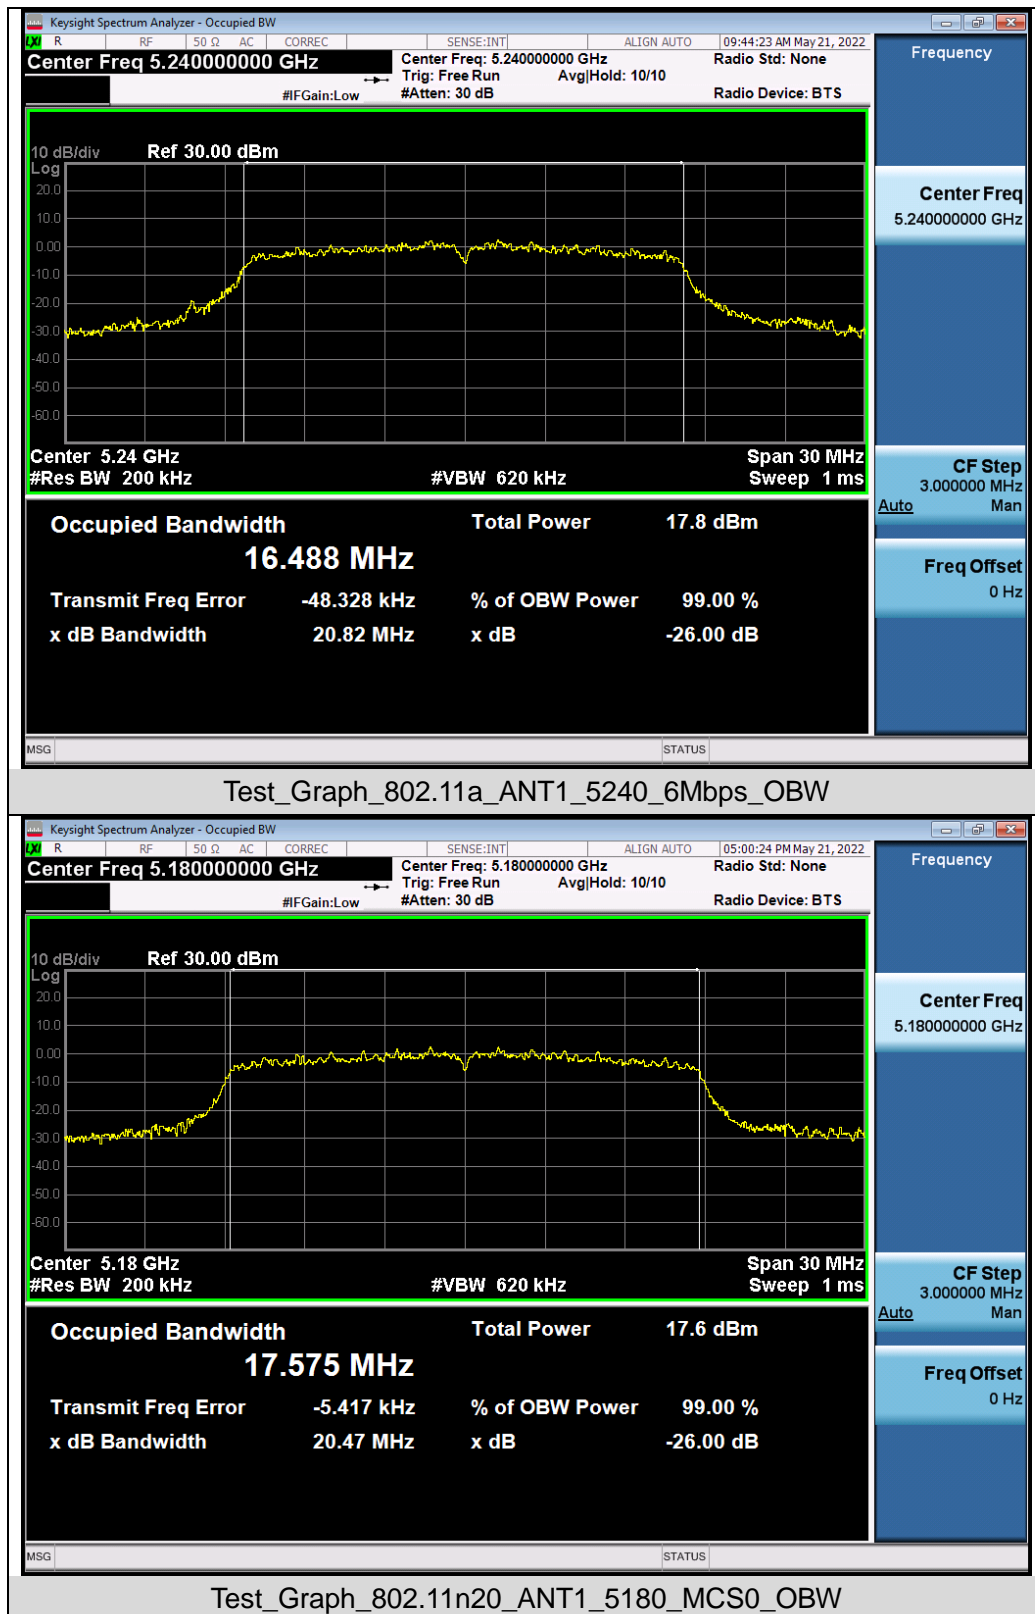 Keysight Spectrum Analyzer - Occupied BW
LXI R RF 50 Ω AC CORREC SENSE:INT ALIGN AUTO 09:44:23 AM May 21, 2022
Center Freq 5.240000000 GHz
#IFGain:Low
Center Freq: 5.240000000 GHz
Trig: Free Run Avg|Hold: 10/10
#Atten: 30 dB
Radio Std: None
Radio Device: BTS
10 dB/div Ref 30.00 dBm
Log
20.0
10.0
0.00
-10.0
-20.0
-30.0
-40.0
-50.0
-60.0
Center 5.24 GHz Span 30 MHz
#Res BW 200 kHz #VBW 620 kHz Sweep 1 ms
Occupied Bandwidth Total Power 17.8 dBm
16.488 MHz
Transmit Freq Error -48.328 kHz % of OBW Power 99.00 %
x dB Bandwidth 20.82 MHz x dB -26.00 dB
MSG STATUS
Frequency
Center Freq
5.240000000 GHz
CF Step
3.000000 MHz
Auto Man
Freq Offset
0 Hz
Test_Graph_802.11a_ANT1_5240_6Mbps_OBW
Keysight Spectrum Analyzer - Occupied BW
LXI R RF 50 Ω AC CORREC SENSE:INT ALIGN AUTO 05:00:24 PM May 21, 2022
Center Freq 5.180000000 GHz
#IFGain:Low
Center Freq: 5.180000000 GHz
Trig: Free Run Avg|Hold: 10/10
#Atten: 30 dB
Radio Std: None
Radio Device: BTS
10 dB/div Ref 30.00 dBm
Log
20.0
10.0
0.00
-10.0
-20.0
-30.0
-40.0
-50.0
-60.0
Center 5.18 GHz Span 30 MHz
#Res BW 200 kHz #VBW 620 kHz Sweep 1 ms
Occupied Bandwidth Total Power 17.6 dBm
17.575 MHz
Transmit Freq Error -5.417 kHz % of OBW Power 99.00 %
x dB Bandwidth 20.47 MHz x dB -26.00 dB
MSG STATUS
Frequency
Center Freq
5.180000000 GHz
CF Step
3.000000 MHz
Auto Man
Freq Offset
0 Hz
Test_Graph_802.11n20_ANT1_5180_MCS0_OBW